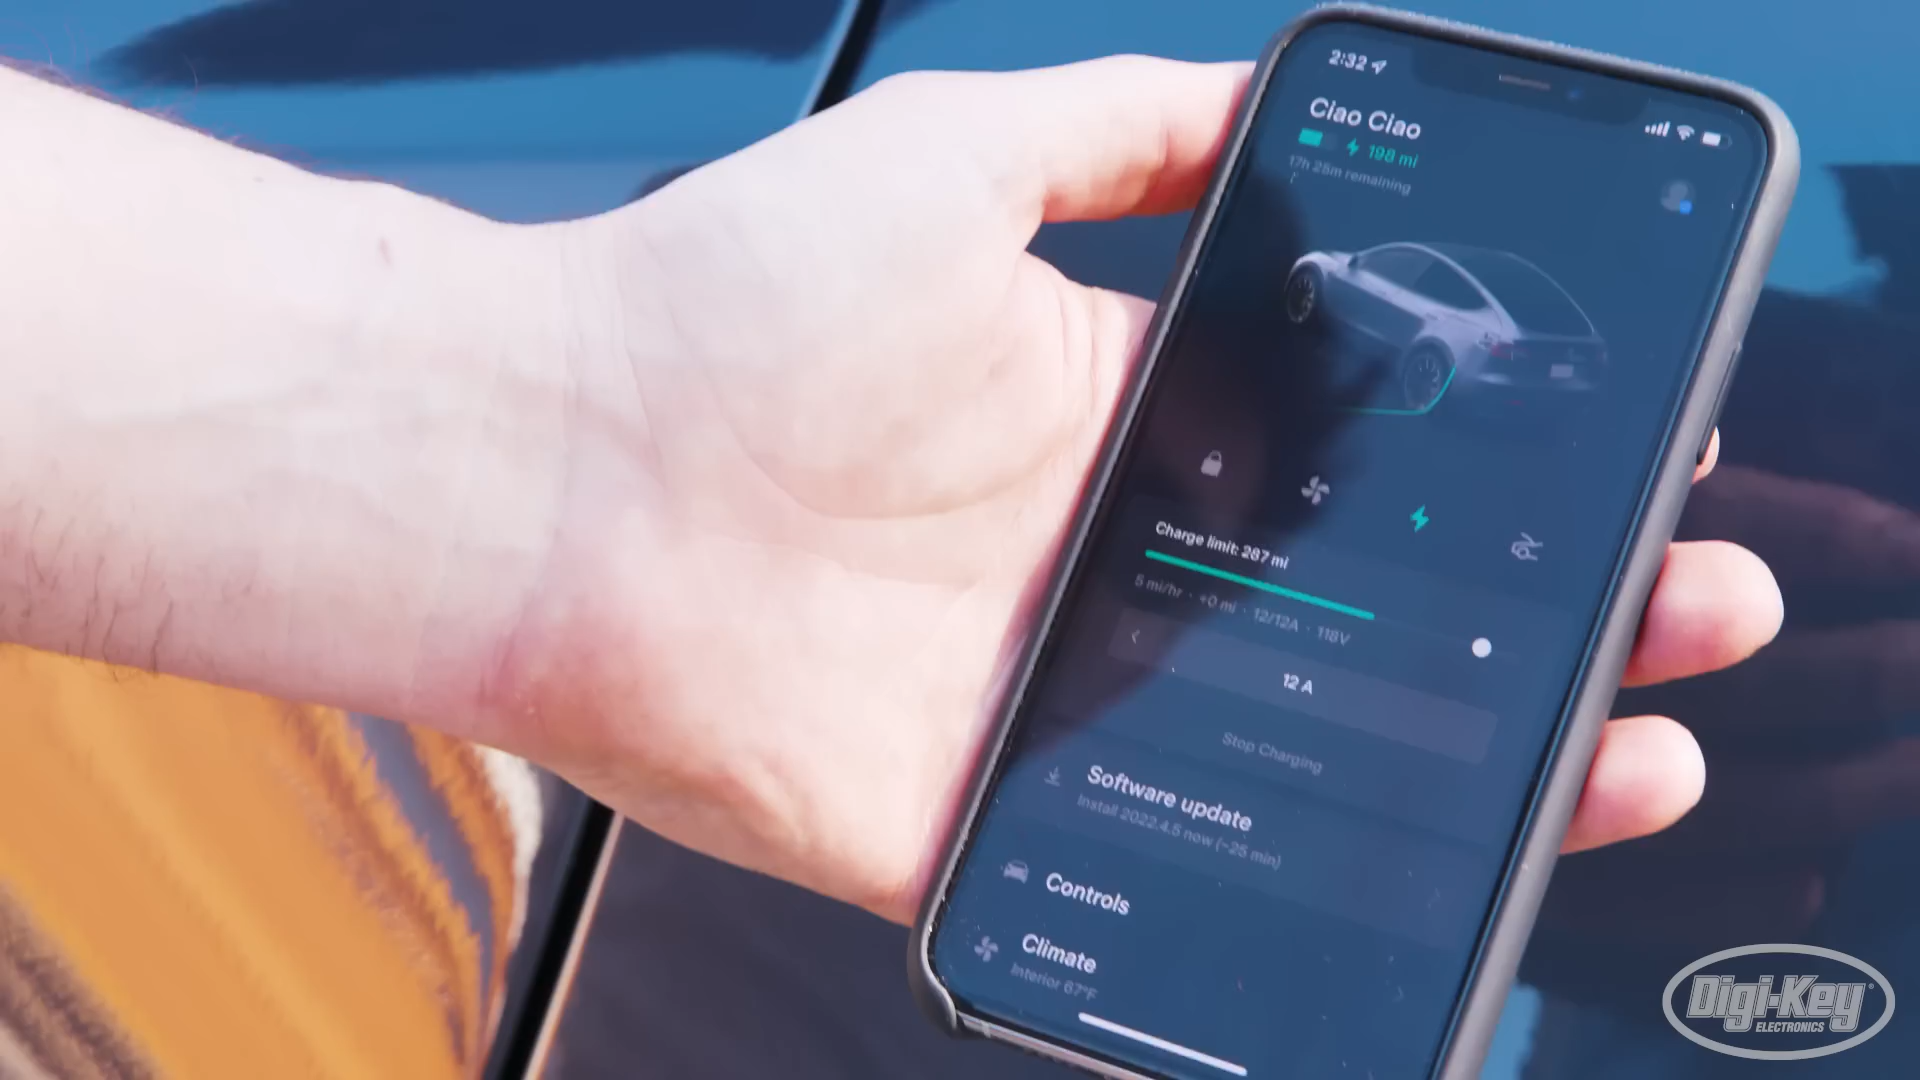 2:32
Ciao Ciao
198 mi
17h 25m remaining
Charge limit: 287 mi
5 mi/hr · +0 mi · 12/12A · 118V
12 A
Stop Charging
Software update
Install 2022.4.5 now (~25 min)
Controls
Climate
Interior 67°F
Digi-Key
ELECTRONICS